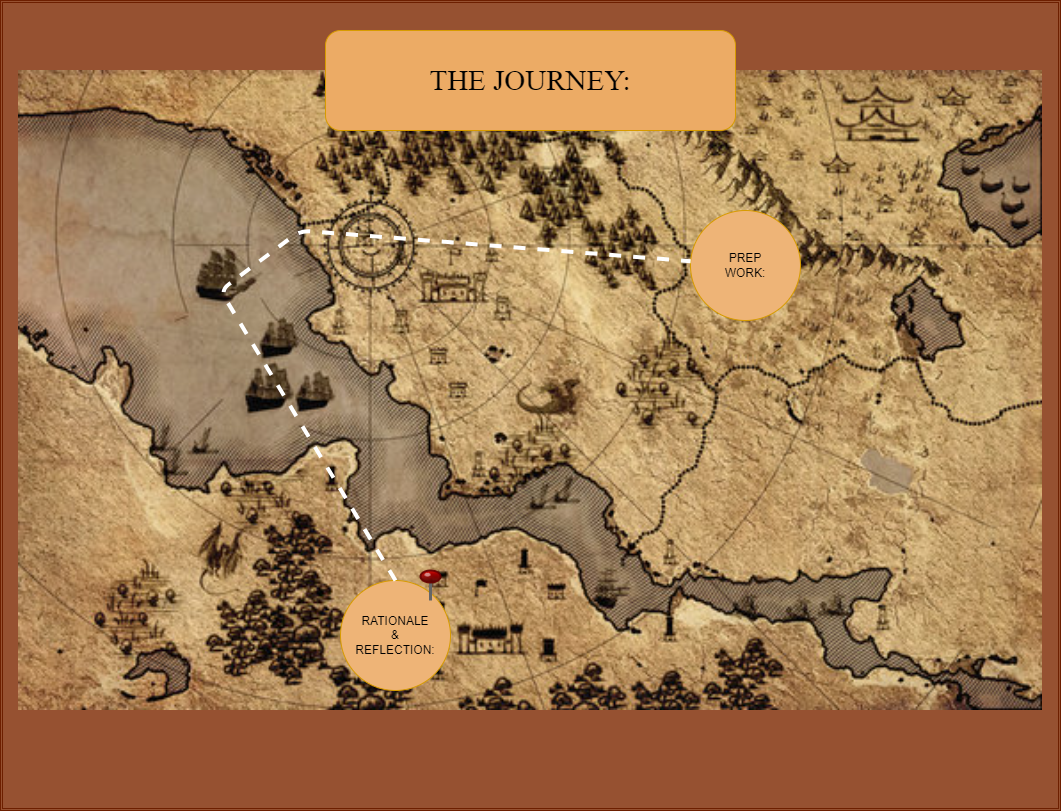 THE JOURNEY:
PREP
WORK:
RATIONALE
&
REFLECTION: